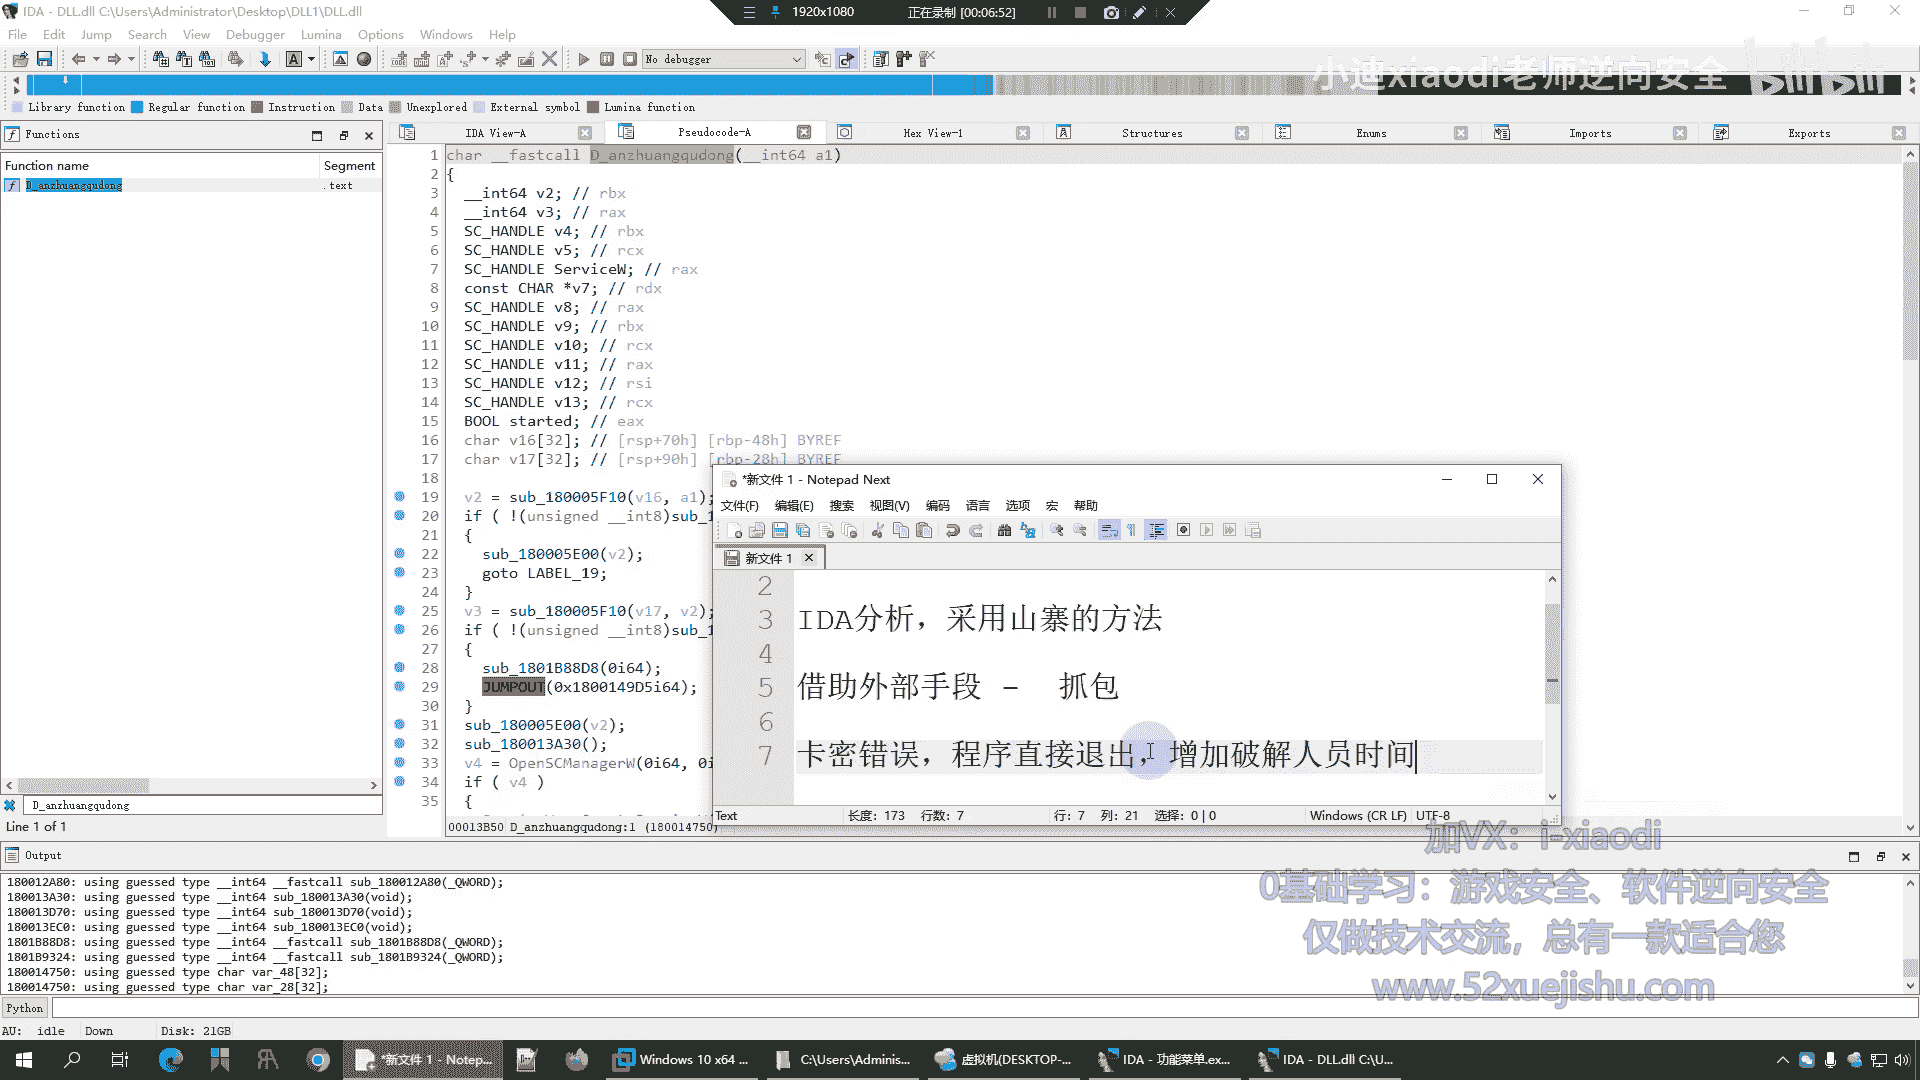 IDA - DLL.dll C:\Users\Administrator\Desktop\DLL1\DLL.dll
1920x1080
正在录制 [00:06:52]
File Edit Jump Search View Debugger Lumina Options Windows Help
No debugger
小迪xiaodi老师逆向安全
bilibili
Library function Regular function Instruction Data Unexplored External symbol Lumina function
Functions
IDA View-A Pseudocode-A Hex View-1 Structures Enums Imports Exports
Function name Segment
D_anzhuangqudong .text
1 char __fastcall D_anzhuangqudong(__int64 a1)
2 {
3 __int64 v2; // rbx
4 __int64 v3; // rax
5 SC_HANDLE v4; // rbx
6 SC_HANDLE v5; // rcx
7 SC_HANDLE ServiceW; // rax
8 const CHAR *v7; // rdx
9 SC_HANDLE v8; // rax
10 SC_HANDLE v9; // rbx
11 SC_HANDLE v10; // rcx
12 SC_HANDLE v11; // rax
13 SC_HANDLE v12; // rsi
14 SC_HANDLE v13; // rcx
15 BOOL started; // eax
16 char v16[32]; // [rsp+70h] [rbp-48h] BYREF
17 char v17[32]; // [rsp+90h] [rbp-28h] BYREF
18
19 v2 = sub_180005F10(v16, a1);
20 if ( !(unsigned __int8)sub_1
21 {
22 sub_180005E00(v2);
23 goto LABEL_19;
24 }
25 v3 = sub_180005F10(v17, v2);
26 if ( !(unsigned __int8)sub_1
27 {
28 sub_1801B88D8(0i64);
29 JUMPOUT(0x1800149D5i64);
30 }
31 sub_180005E00(v2);
32 sub_180013A30();
33 v4 = OpenSCManagerW(0i64, 0i
34 if ( v4 )
35 {
00013B50 D_anzhuangqudong:1 (180014750)
D_anzhuangqudong
Line 1 of 1
*新文件 1 - Notepad Next
文件(F) 编辑(E) 搜索 视图(V) 编码 语言 选项 宏 帮助
新文件 1
2
3 IDA分析，采用山寨的方法
4
5 借助外部手段 - 抓包
6
7 卡密错误，程序直接退出，增加破解人员时间
Text 长度: 173 行数: 7 行: 7 列: 21 选择: 0 | 0 Windows (CR LF) UTF-8
加VX: i-xiaodi
0基础学习：游戏安全、软件逆向安全
仅做技术交流，总有一款适合您
www.52xuejishu.com
Output
180012A80: using guessed type __int64 __fastcall sub_180012A80(_QWORD);
180013A30: using guessed type __int64 sub_180013A30(void);
180013D70: using guessed type __int64 sub_180013D70(void);
180013EC0: using guessed type __int64 sub_180013EC0(void);
1801B88D8: using guessed type __int64 __fastcall sub_1801B88D8(_QWORD);
1801B9324: using guessed type __int64 __fastcall sub_1801B9324(_QWORD);
180014750: using guessed type char var_48[32];
180014750: using guessed type char var_28[32];
Python
AU: idle Down Disk: 21GB
*新文件 1 - Notep... Windows 10 x64 ... C:\Users\Adminis... 虚拟机(DESKTOP-... IDA - 功能菜单.ex... IDA - DLL.dll C:\U...